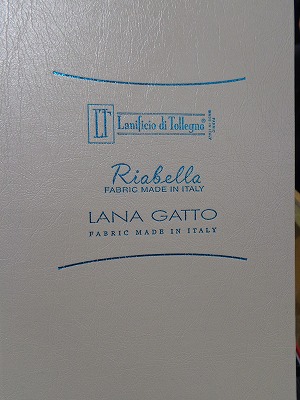 LT Lanificio di Tollegno®
Riabella
FABRIC MADE IN ITALY
LANA GATTO
FABRIC MADE IN ITALY